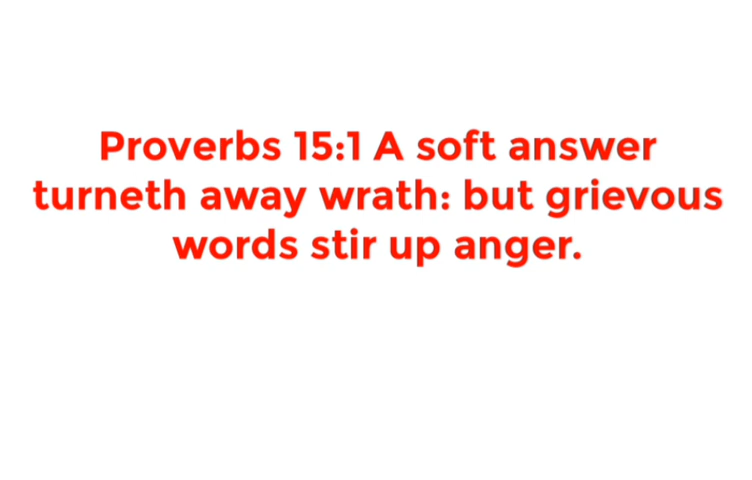 Proverbs 15:1 A soft answer
turneth away wrath: but grievous
words stir up anger.